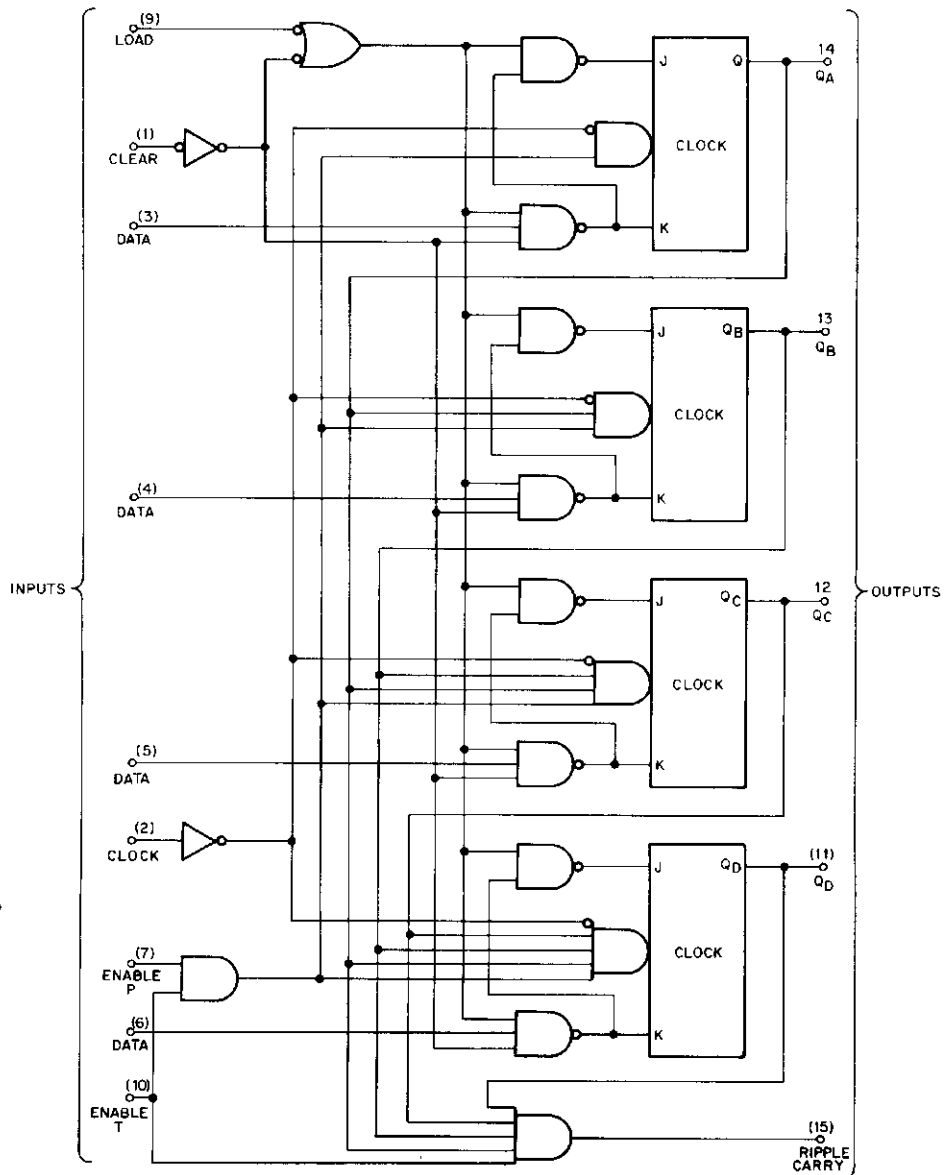 (9)
LOAD
(1)
CLEAR
(3)
DATA
J
Q
CLOCK
K
14
QA
(4)
DATA
J
QB
CLOCK
K
13
QB
INPUTS
OUTPUTS
J
QC
CLOCK
K
12
QC
(5)
DATA
(2)
CLOCK
J
QD
CLOCK
K
(11)
QD
(7)
ENABLE
P
(6)
DATA
(10)
ENABLE
T
(15)
RIPPLE
CARRY